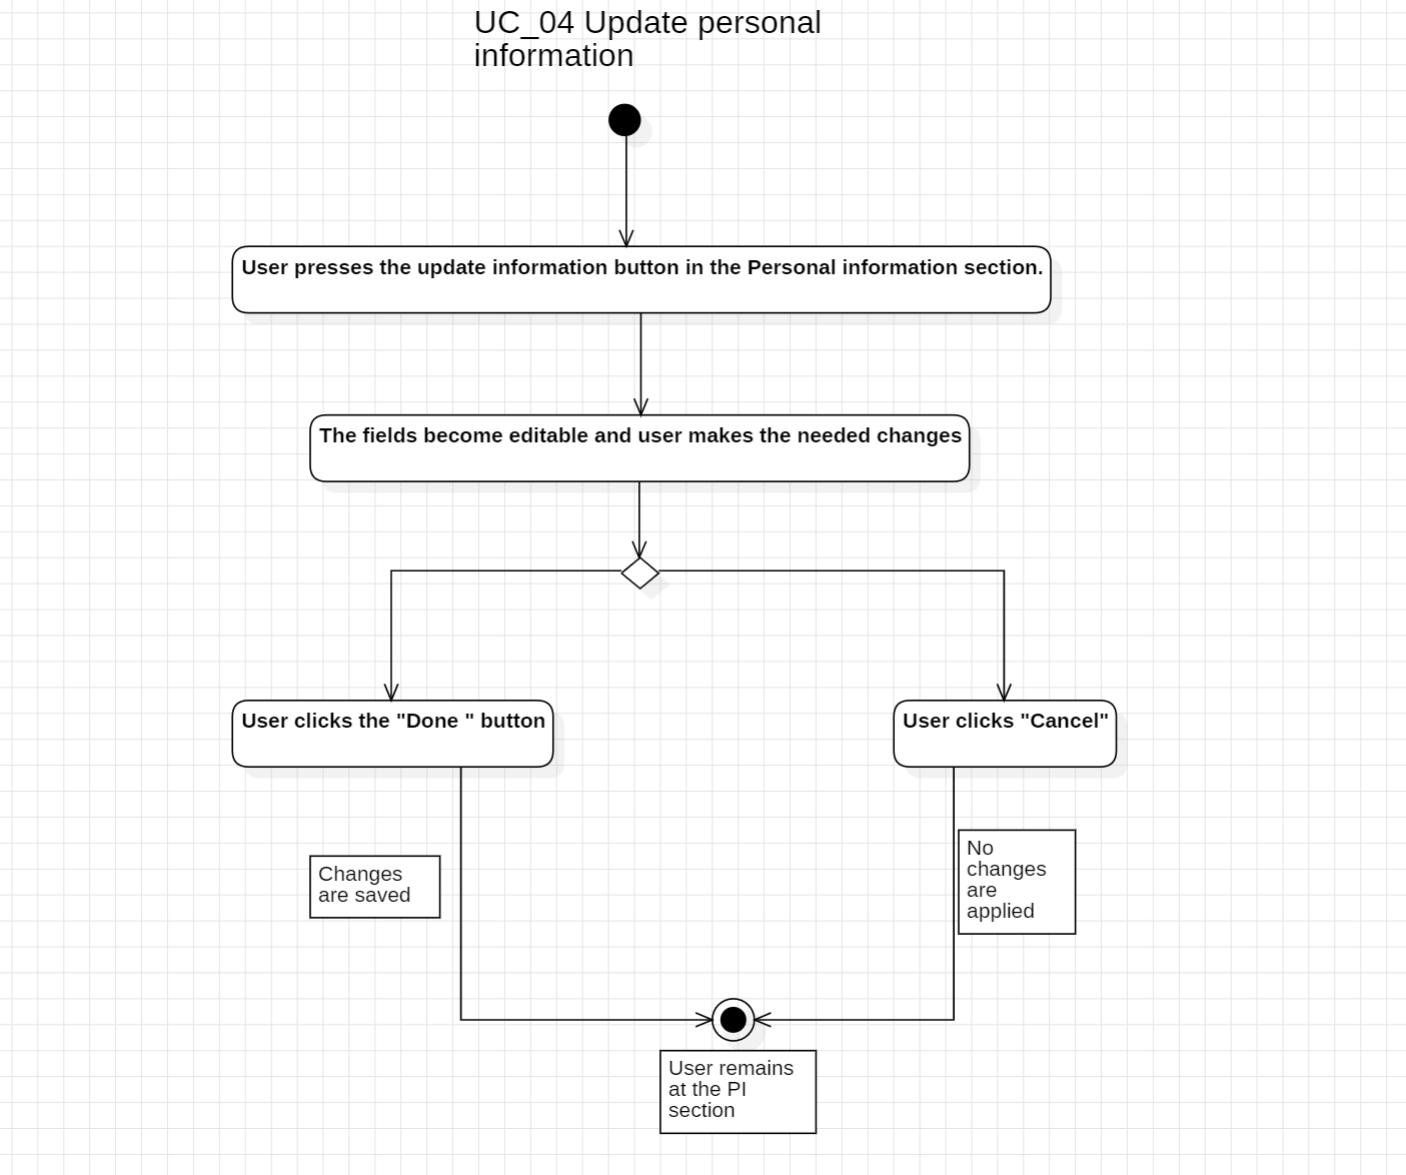 UC_04 Update personal
information
User presses the update information button in the Personal information section.
The fields become editable and user makes the needed changes
User clicks the "Done " button
User clicks "Cancel"
Changes
are saved
No
changes
are
applied
User remains
at the PI
section